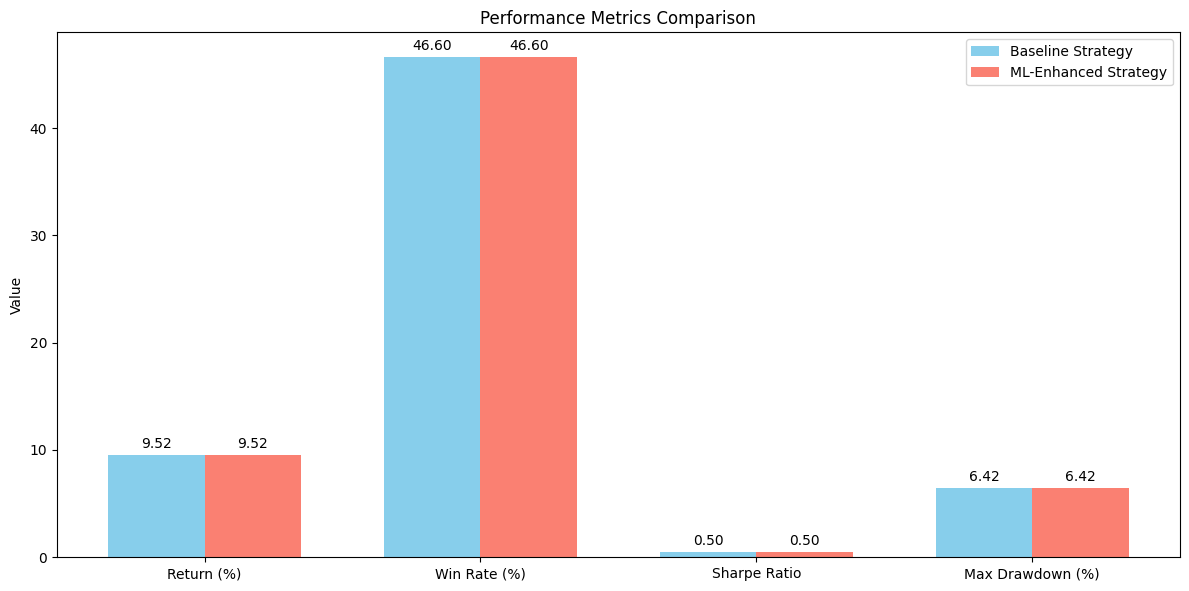 Performance Metrics Comparison
Baseline Strategy
ML-Enhanced Strategy
Value
40
30
20
10
0
9.52 9.52
46.60 46.60
0.50 0.50
6.42 6.42
Return (%) Win Rate (%) Sharpe Ratio Max Drawdown (%)